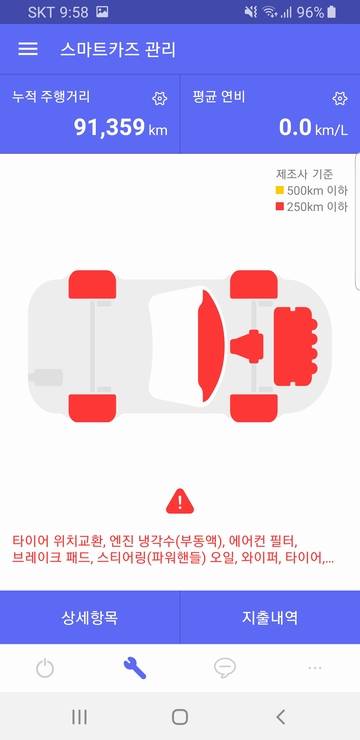 SKT 9:58 96%
스마트카즈 관리
누적 주행거리
91,359 km
평균 연비
0.0 km/L
제조사 기준
500km 이하
250km 이하
타이어 위치교환, 엔진 냉각수(부동액), 에어컨 필터,
브레이크 패드, 스티어링(파워핸들) 오일, 와이퍼, 타이어,...
상세항목
지출내역